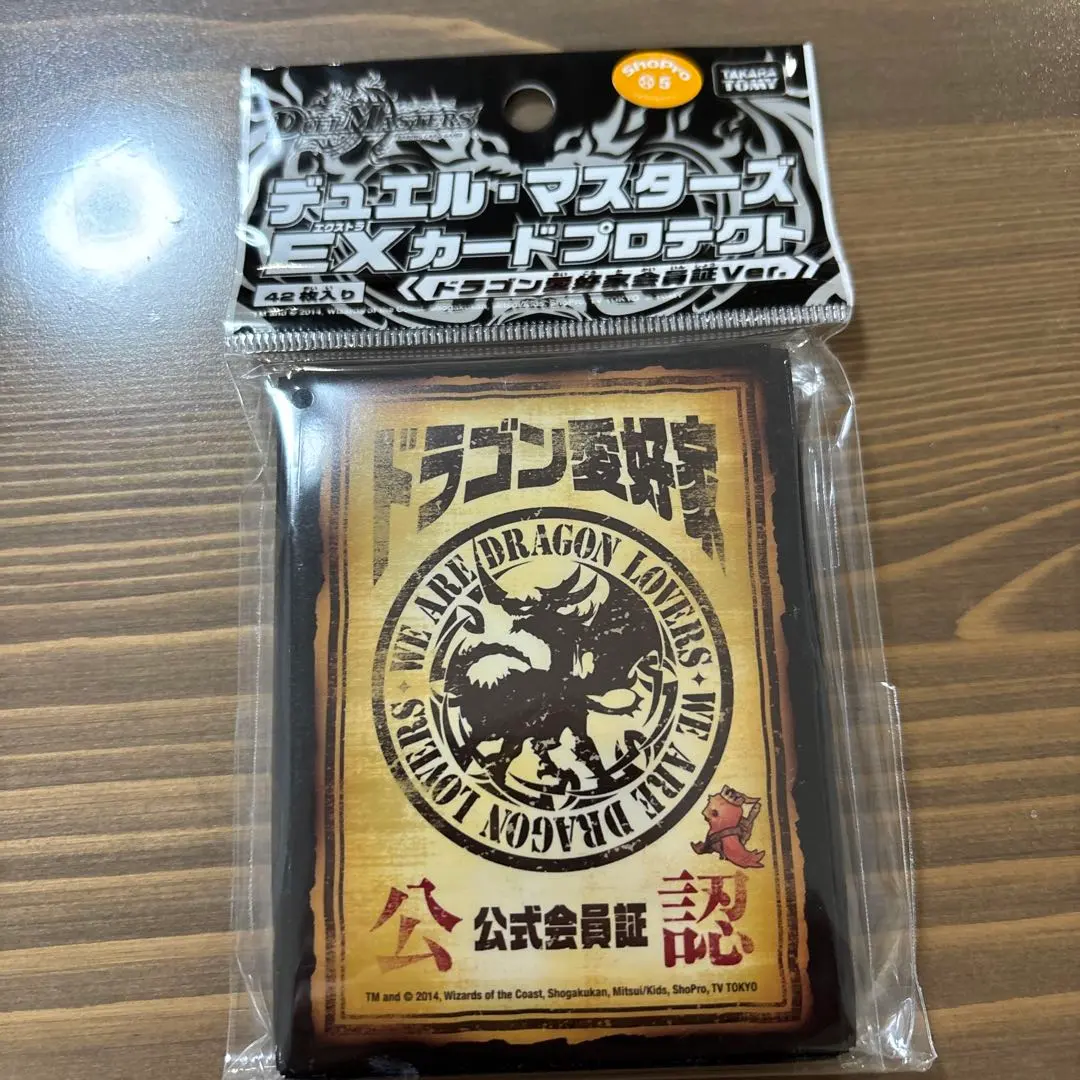 ShoPro
5
TAKARA TOMY
DUEL MASTERS
デュエル・マスターズ
エクストラ
EXカードプロテクト
ドラゴン愛好家会員証Ver.
42枚入り
ドラゴン愛好家
WE ARE DRAGON LOVERS • WE ARE DRAGON LOVERS •
公 公式会員証 認
TM and © 2014, Wizards of the Coast, Shogakukan, Mitsui/Kids, ShoPro, TV TOKYO